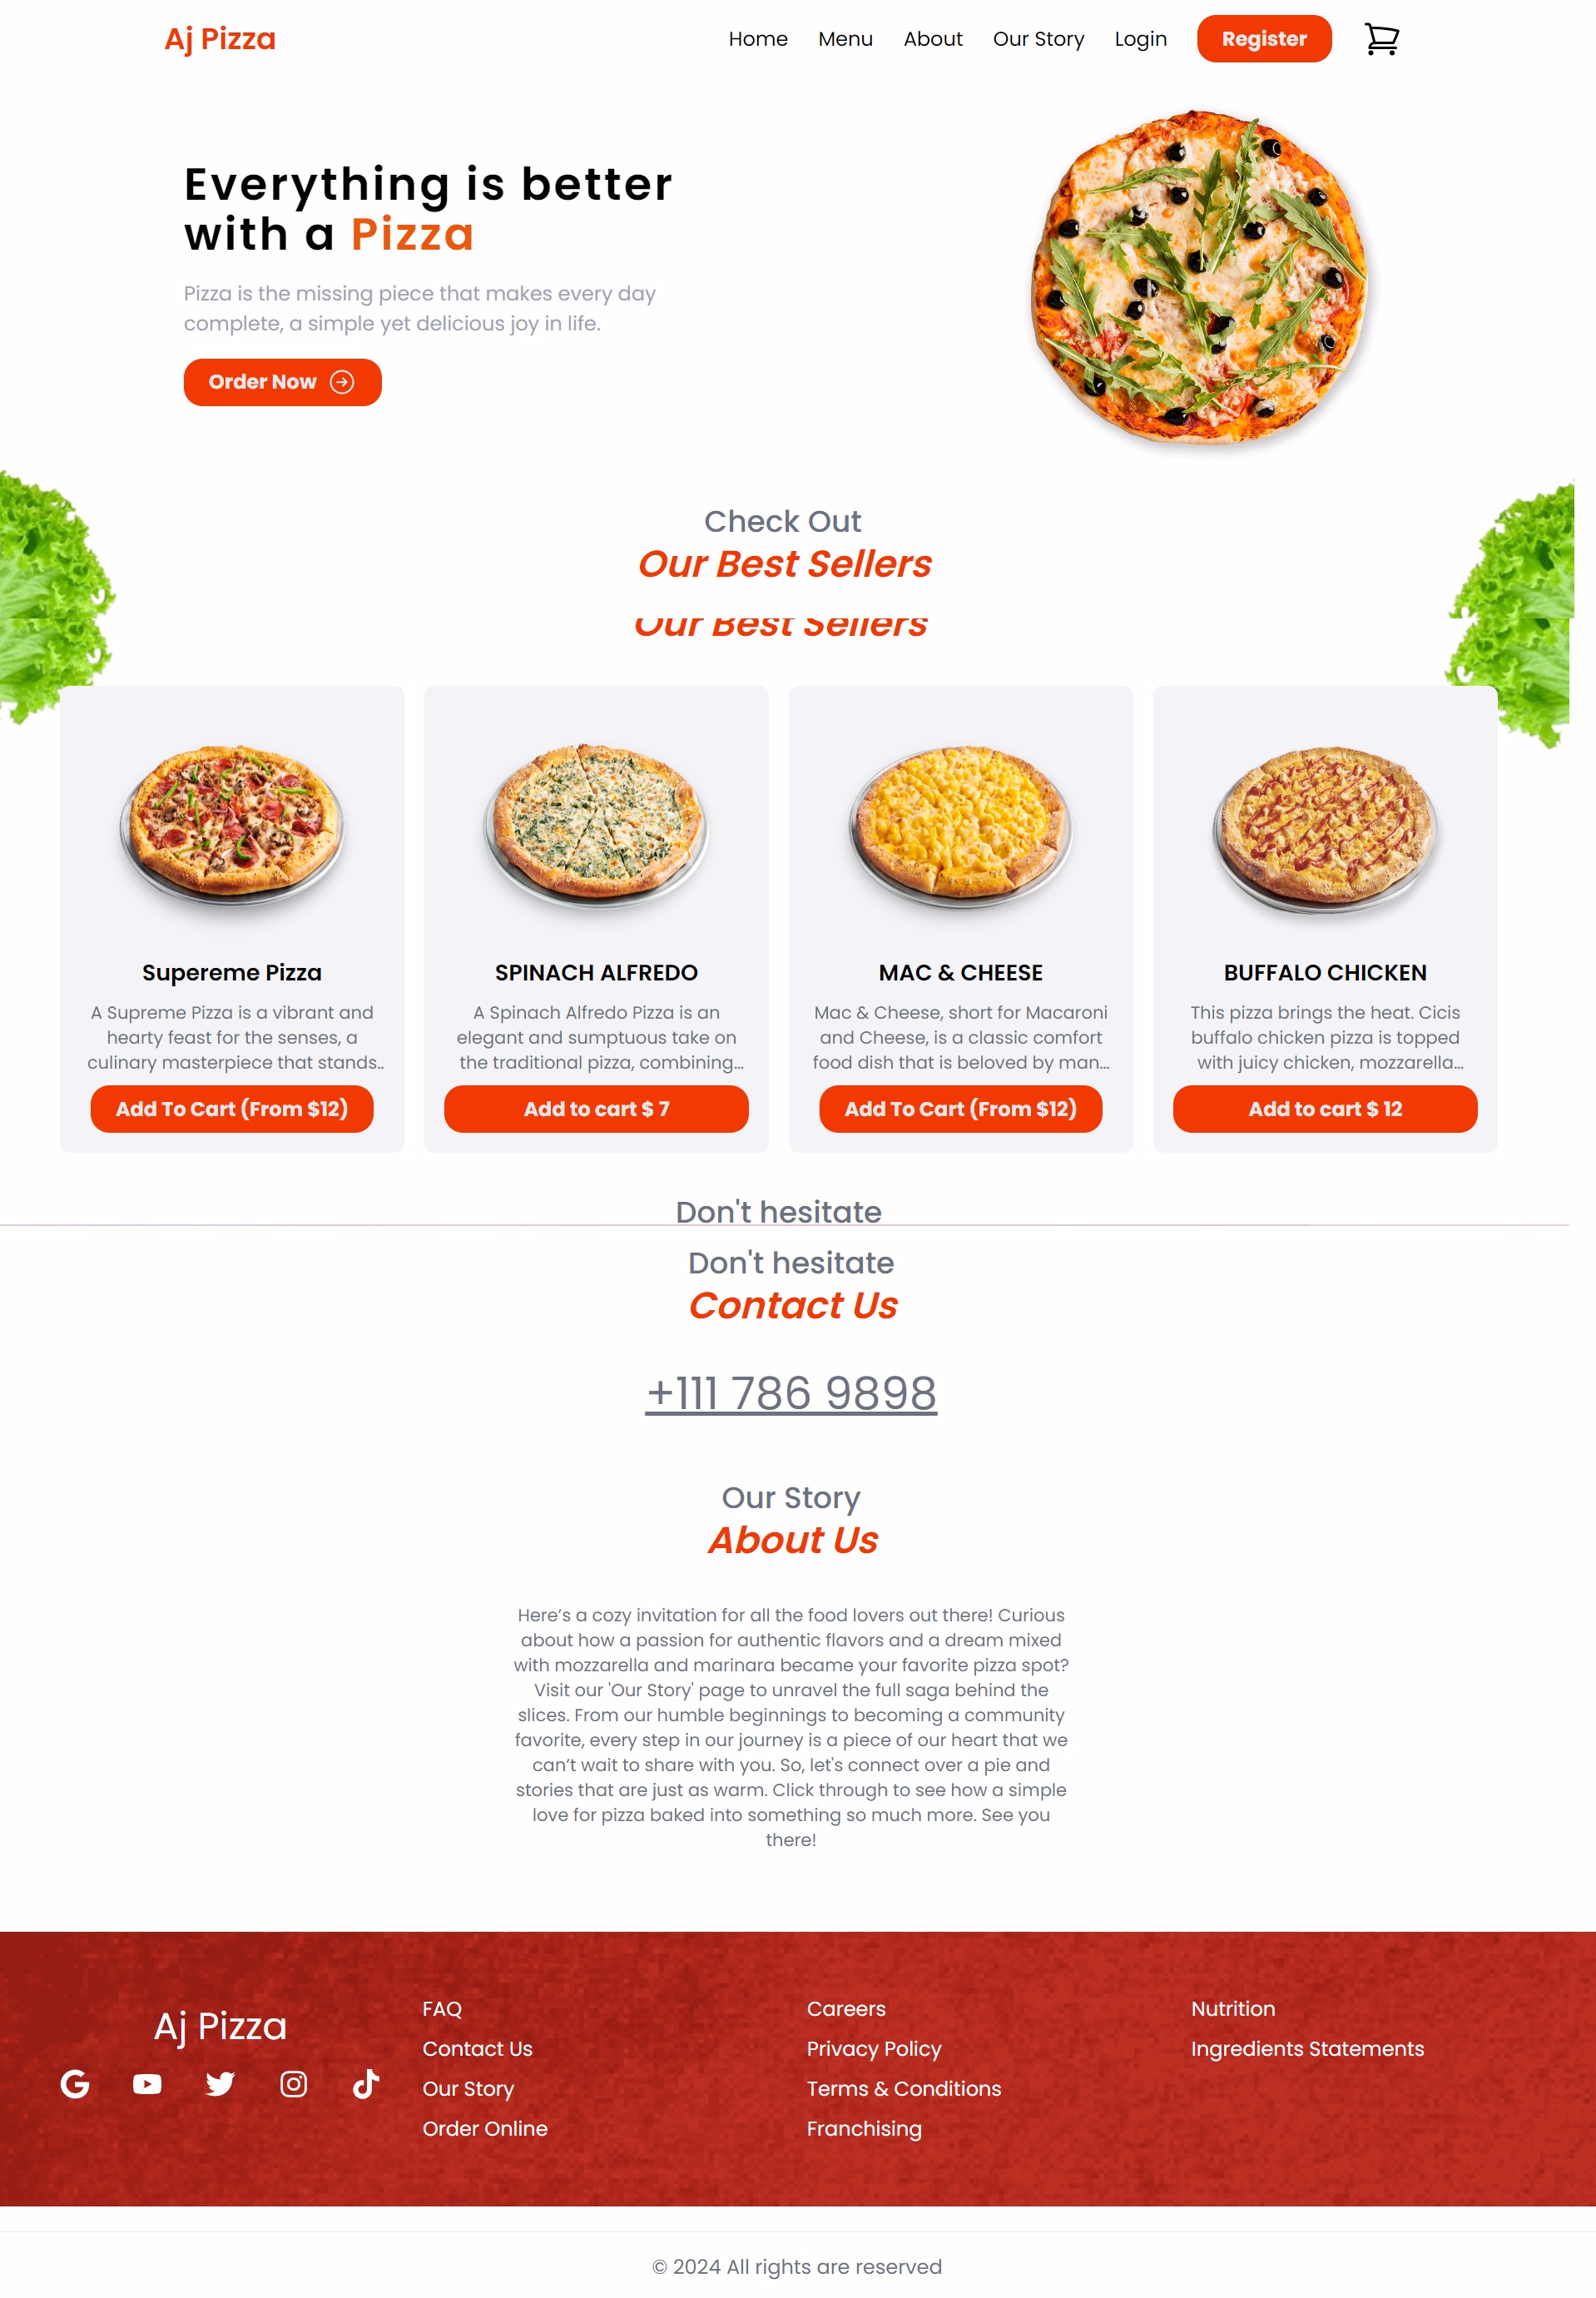 Aj Pizza
Home Menu About Our Story Login Register
Everything is better
with a Pizza
Pizza is the missing piece that makes every day
complete, a simple yet delicious joy in life.
Order Now
Check Out
Our Best Sellers
Our Best Sellers
Supereme Pizza
A Supreme Pizza is a vibrant and
hearty feast for the senses, a
culinary masterpiece that stands..
Add To Cart (From $12)
SPINACH ALFREDO
A Spinach Alfredo Pizza is an
elegant and sumptuous take on
the traditional pizza, combining...
Add to cart $ 7
MAC & CHEESE
Mac & Cheese, short for Macaroni
and Cheese, is a classic comfort
food dish that is beloved by man...
Add To Cart (From $12)
BUFFALO CHICKEN
This pizza brings the heat. Cicis
buffalo chicken pizza is topped
with juicy chicken, mozzarella...
Add to cart $ 12
Don't hesitate
Don't hesitate
Contact Us
+111 786 9898
Our Story
About Us
Here’s a cozy invitation for all the food lovers out there! Curious
about how a passion for authentic flavors and a dream mixed
with mozzarella and marinara became your favorite pizza spot?
Visit our 'Our Story' page to unravel the full saga behind the
slices. From our humble beginnings to becoming a community
favorite, every step in our journey is a piece of our heart that we
can’t wait to share with you. So, let's connect over a pie and
stories that are just as warm. Click through to see how a simple
love for pizza baked into something so much more. See you
there!
Aj Pizza
FAQ
Contact Us
Our Story
Order Online
Careers
Privacy Policy
Terms & Conditions
Franchising
Nutrition
Ingredients Statements
© 2024 All rights are reserved